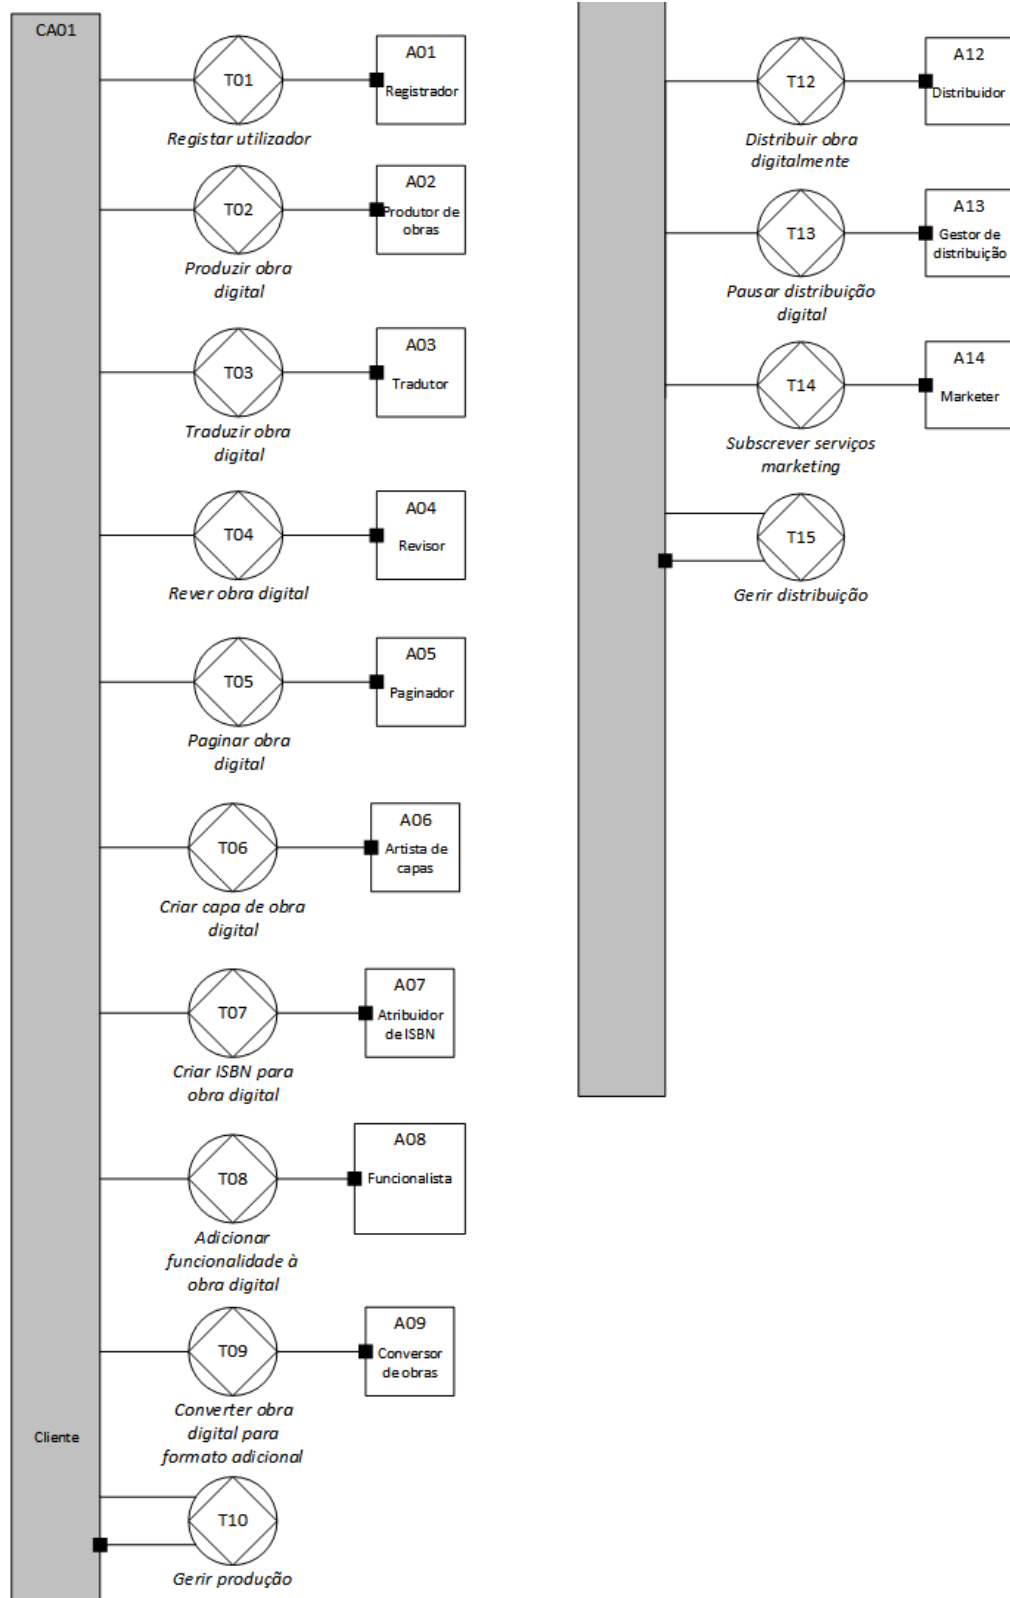 CA01
T01
A01
Registrador
Registar utilizador
T02
A02
Produtor de
obras
Produzir obra
digital
T03
A03
Tradutor
Traduzir obra
digital
T04
A04
Revisor
Rever obra digital
T05
A05
Paginador
Paginar obra
digital
T06
A06
Artista de
capas
Criar capa de obra
digital
T07
A07
Atribuidor
de ISBN
Criar ISBN para
obra digital
T08
A08
Funcionalista
Adicionar
funcionalidade à
obra digital
T09
A09
Conversor
de obras
Converter obra
digital para
formato adicional
Cliente
T10
Gerir produção
T12
A12
Distribuidor
Distribuir obra
digitalmente
T13
A13
Gestor de
distribuição
Pausar distribuição
digital
T14
A14
Marketer
Subscrever serviços
marketing
T15
Gerir distribuição